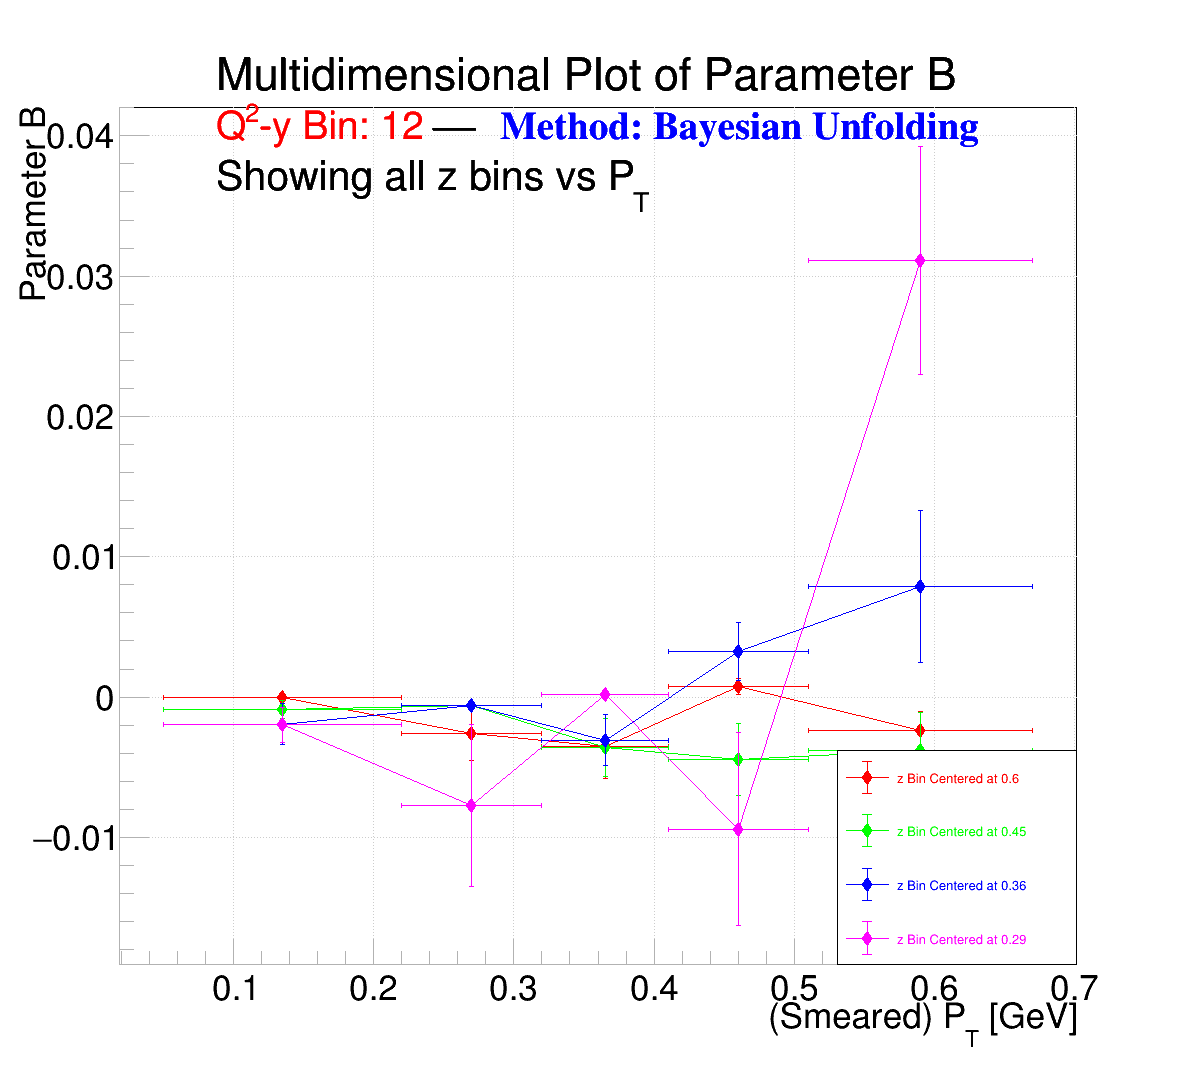 Multidimensional Plot of Parameter B
Q²-y Bin: 12 — Method: Bayesian Unfolding
Showing all z bins vs P_T
Parameter B
0.04
0.03
0.02
0.01
0
−0.01
z Bin Centered at 0.6
z Bin Centered at 0.45
z Bin Centered at 0.36
z Bin Centered at 0.29
0.1 0.2 0.3 0.4 0.5 0.6 0.7
(Smeared) P_T [GeV]